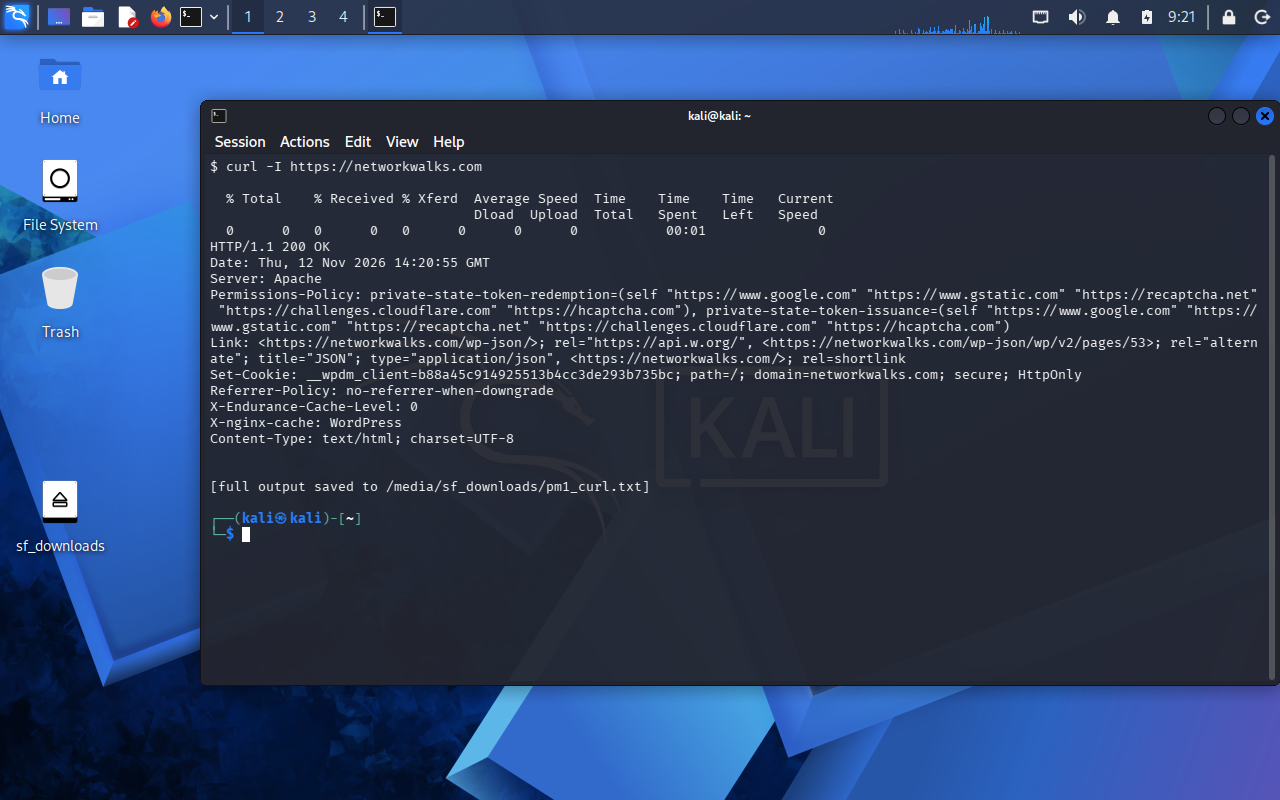 1 2 3 4 9:21
Home
File System
Trash
sf_downloads
kali@kali: ~
Session Actions Edit View Help
$ curl -I https://networkwalks.com
% Total % Received % Xferd Average Speed Time Time Time Current
Dload Upload Total Spent Left Speed
0 0 0 0 0 0 0 0 00:01 0
HTTP/1.1 200 OK
Date: Thu, 12 Nov 2026 14:20:55 GMT
Server: Apache
Permissions-Policy: private-state-token-redemption=(self "https://www.google.com" "https://www.gstatic.com" "https://recaptcha.net"
"https://challenges.cloudflare.com" "https://hcaptcha.com"), private-state-token-issuance=(self "https://www.google.com" "https://
www.gstatic.com" "https://recaptcha.net" "https://challenges.cloudflare.com" "https://hcaptcha.com")
Link: <https://networkwalks.com/wp-json/>; rel="https://api.w.org/", <https://networkwalks.com/wp-json/wp/v2/pages/53>; rel="altern
ate"; title="JSON"; type="application/json", <https://networkwalks.com/>; rel=shortlink
Set-Cookie: __wpdm_client=b88a45c914925513b4cc3de293b735bc; path=/; domain=networkwalks.com; secure; HttpOnly
Referrer-Policy: no-referrer-when-downgrade
X-Endurance-Cache-Level: 0
X-nginx-cache: WordPress
Content-Type: text/html; charset=UTF-8
KALI
[full output saved to /media/sf_downloads/pm1_curl.txt]
┌──(kali㉿kali)-[~]
└─$